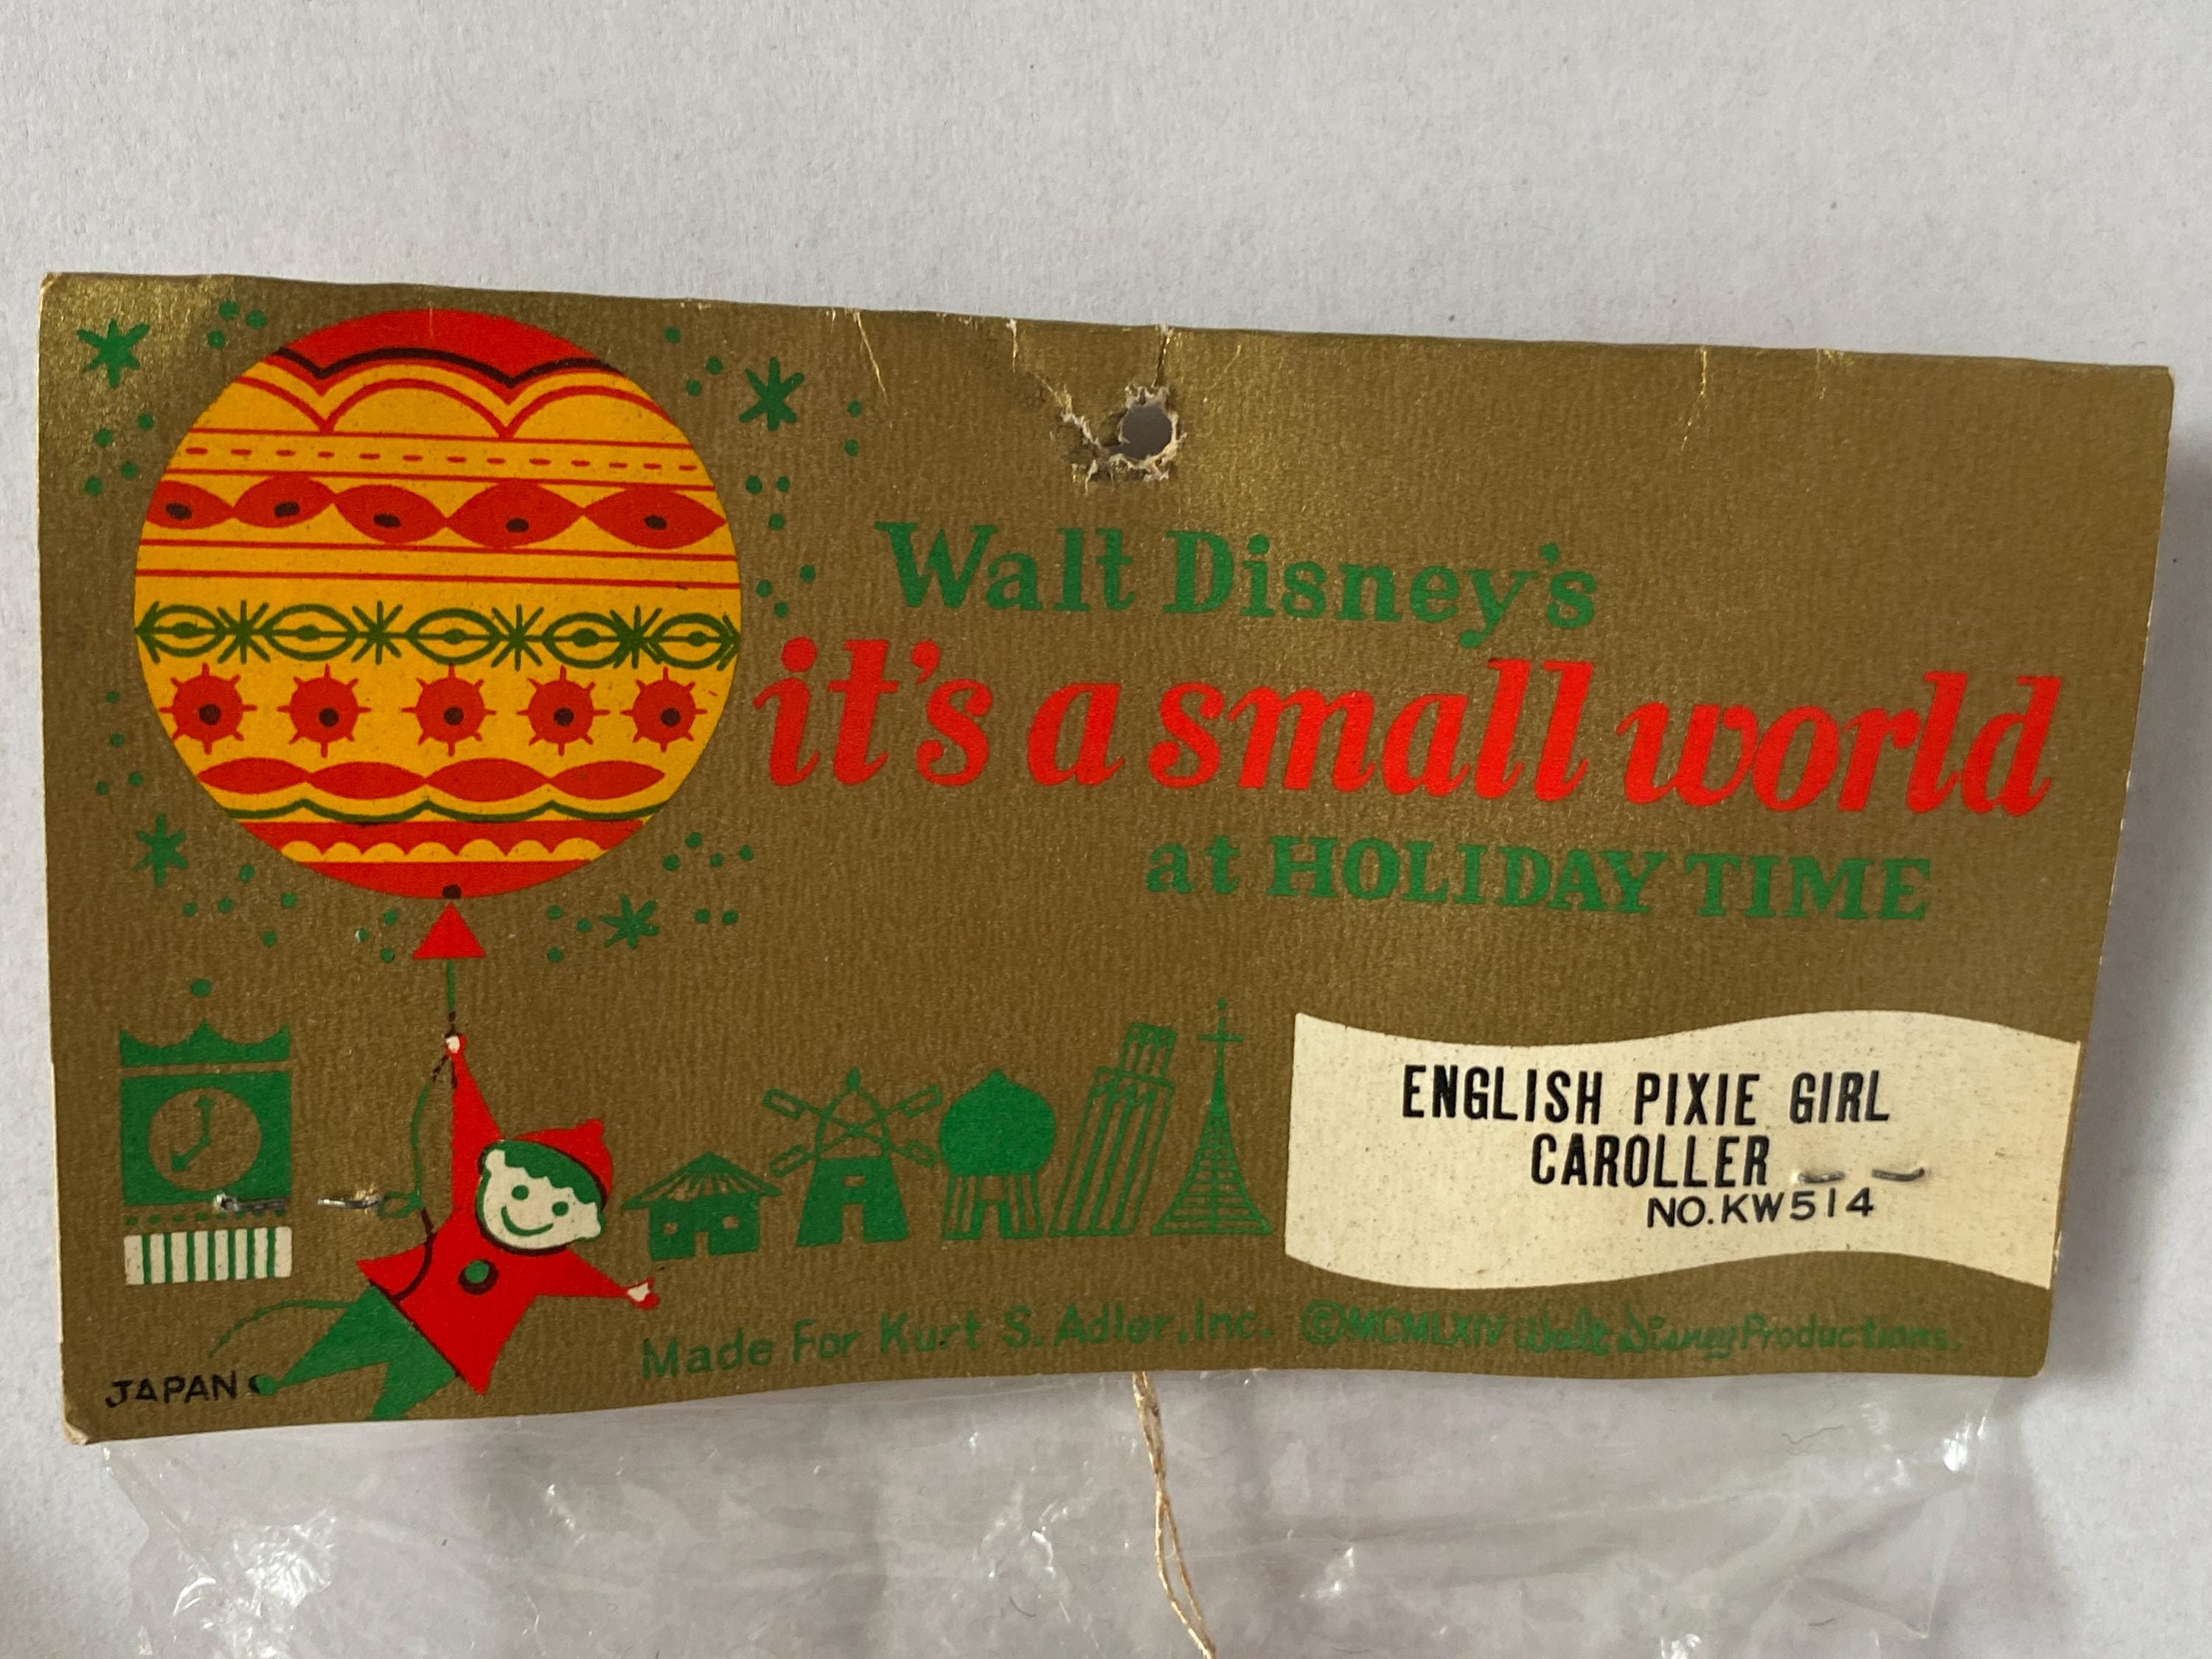 Walt Disney's
it's a small world
at HOLIDAY TIME
ENGLISH PIXIE GIRL
CAROLLER
NO.KW514
Made For Kurt S. Adler, Inc. ©MCMLXIV Walt Disney Productions.
JAPAN